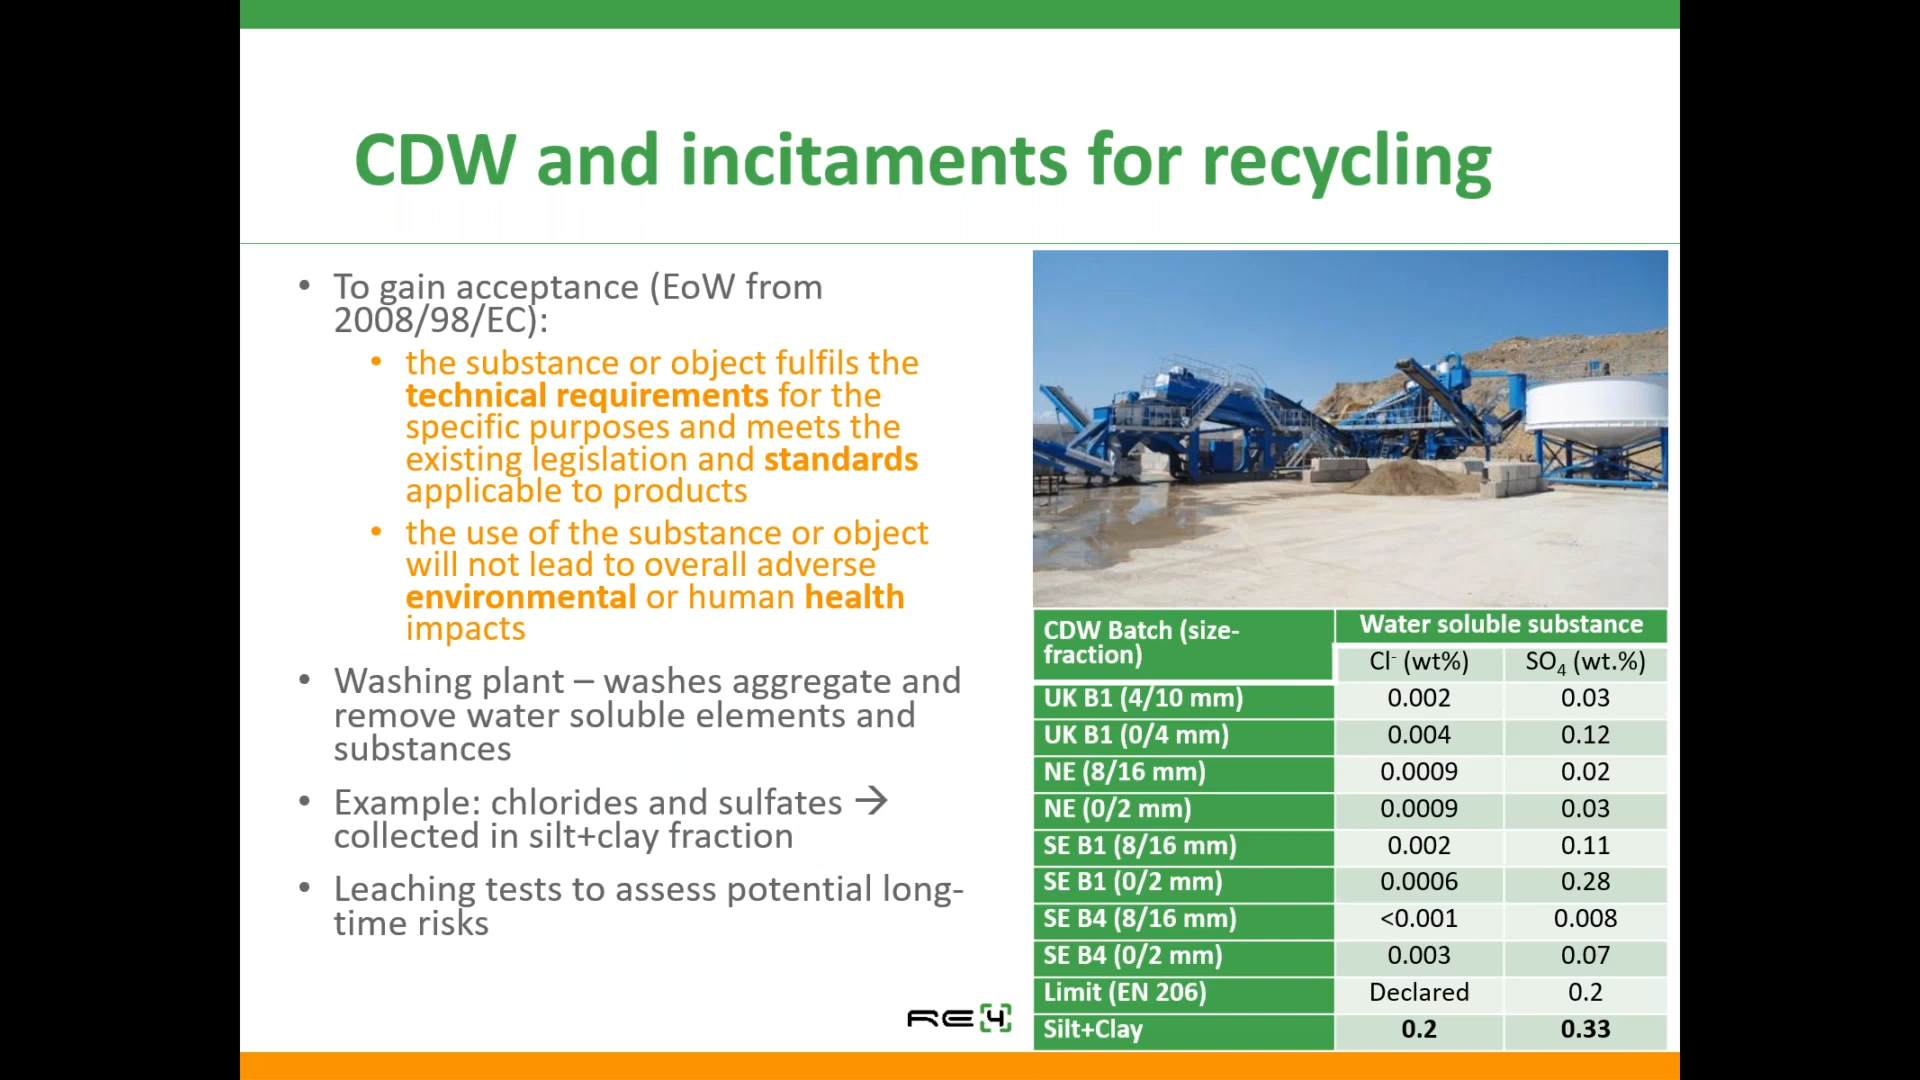 CDW and incitaments for recycling
• To gain acceptance (EoW from
2008/98/EC):
• the substance or object fulfils the
technical requirements for the
specific purposes and meets the
existing legislation and standards
applicable to products
• the use of the substance or object
will not lead to overall adverse
environmental or human health
impacts
• Washing plant – washes aggregate and
remove water soluble elements and
substances
• Example: chlorides and sulfates →
collected in silt+clay fraction
• Leaching tests to assess potential long-
time risks
RE4
CDW Batch (size-
fraction)
Water soluble substance
Cl⁻ (wt%) SO₄ (wt.%)
UK B1 (4/10 mm) 0.002 0.03
UK B1 (0/4 mm) 0.004 0.12
NE (8/16 mm) 0.0009 0.02
NE (0/2 mm) 0.0009 0.03
SE B1 (8/16 mm) 0.002 0.11
SE B1 (0/2 mm) 0.0006 0.28
SE B4 (8/16 mm) <0.001 0.008
SE B4 (0/2 mm) 0.003 0.07
Limit (EN 206) Declared 0.2
Silt+Clay 0.2 0.33